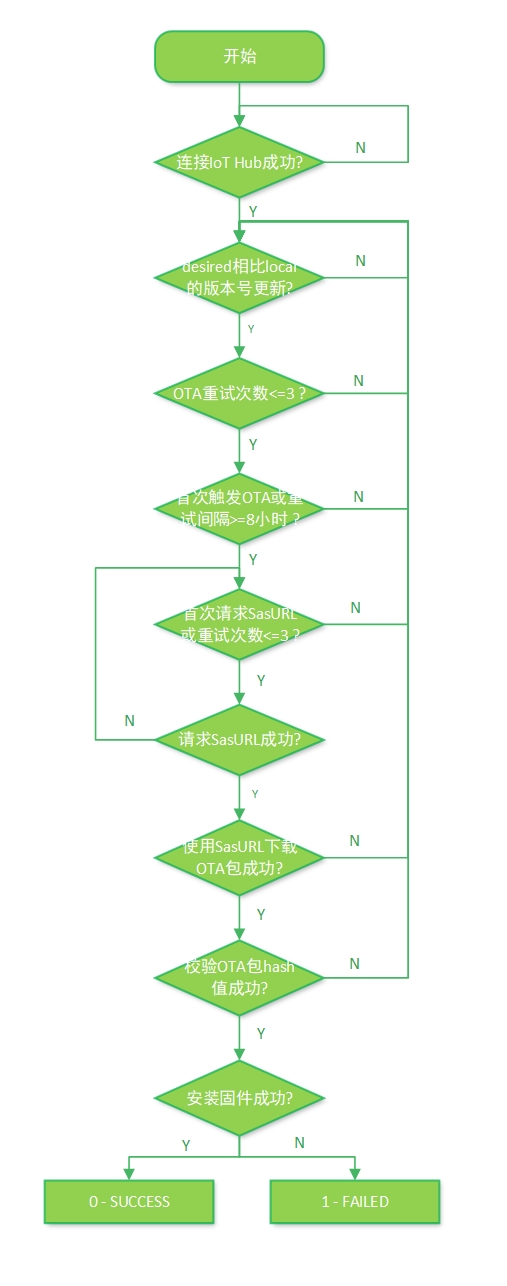 开始
连接IoT Hub成功?
N
Y
desired相比local
的版本号更新?
N
Y
OTA重试次数<=3 ?
N
Y
首次触发OTA或重
试间隔>=8小时 ?
N
Y
首次请求SasURL
或重试次数<=3 ?
N
Y
请求SasURL成功?
N
Y
使用SasURL下载
OTA包成功?
N
Y
校验OTA包hash
值成功?
N
Y
安装固件成功?
Y
N
0 - SUCCESS
1 - FAILED